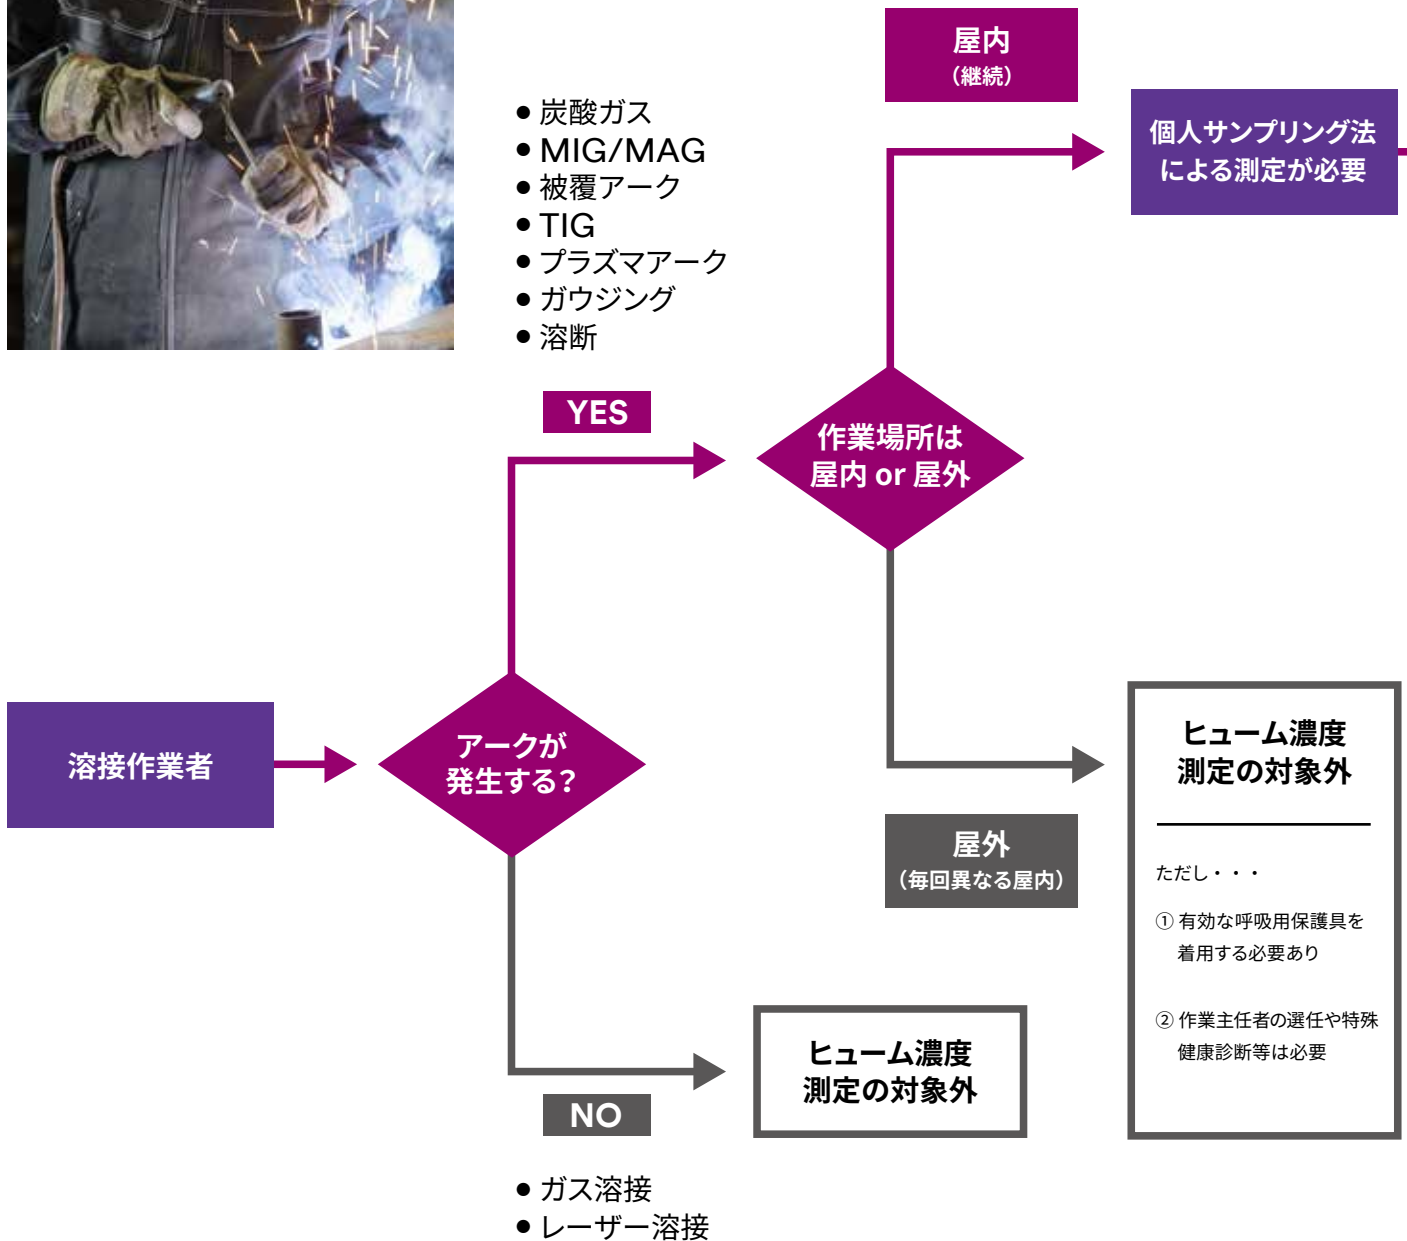 屋内
（継続）
個人サンプリング法
による測定が必要
● 炭酸ガス
● MIG/MAG
● 被覆アーク
● TIG
● プラズマアーク
● ガウジング
● 溶断
YES
作業場所は
屋内 or 屋外
溶接作業者
アークが
発生する？
ヒューム濃度
測定の対象外
ただし・・・
① 有効な呼吸用保護具を
着用する必要あり
② 作業主任者の選任や特殊
健康診断等は必要
屋外
（毎回異なる屋内）
ヒューム濃度
測定の対象外
NO
● ガス溶接
● レーザー溶接